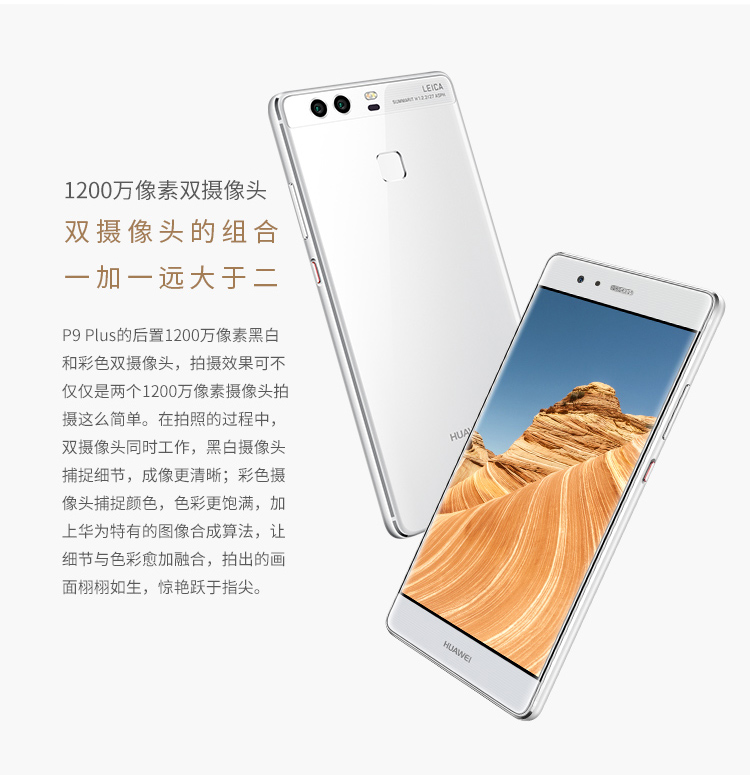 LEICA
SUMMARIT H 1:2.2/27 ASPH
1200万像素双摄像头
双摄像头的组合
一加一远大于二
P9 Plus的后置1200万像素黑白
和彩色双摄像头，拍摄效果可不
仅仅是两个1200万像素摄像头拍
摄这么简单。在拍照的过程中，
双摄像头同时工作，黑白摄像头
捕捉细节，成像更清晰；彩色摄
像头捕捉颜色，色彩更饱满，加
上华为特有的图像合成算法，让
细节与色彩愈加融合，拍出的画
面栩栩如生，惊艳跃于指尖。
HUA
HUAWEI